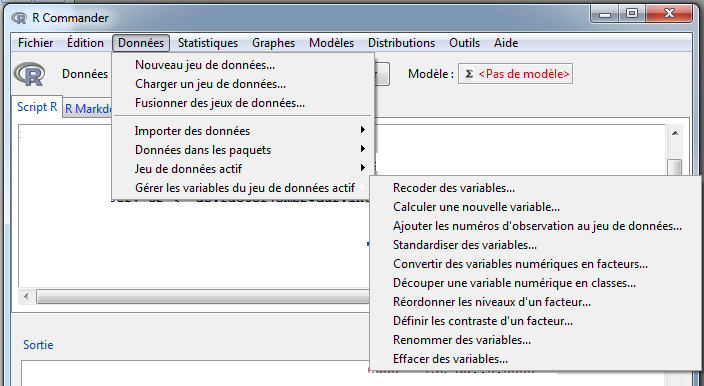 R Commander
Fichier Édition Données Statistiques Graphes Modèles Distributions Outils Aide
Données
Modèle : Σ <Pas de modèle>
Nouveau jeu de données...
Charger un jeu de données...
Fusionner des jeux de données...
Importer des données
Données dans les paquets
Jeu de données actif
Gérer les variables du jeu de données actif
Script R
R Markd
Recoder des variables...
Calculer une nouvelle variable...
Ajouter les numéros d'observation au jeu de données...
Standardiser des variables...
Convertir des variables numériques en facteurs...
Découper une variable numérique en classes...
Réordonner les niveaux d'un facteur...
Définir les contraste d'un facteur...
Renommer des variables...
Effacer des variables...
Sortie